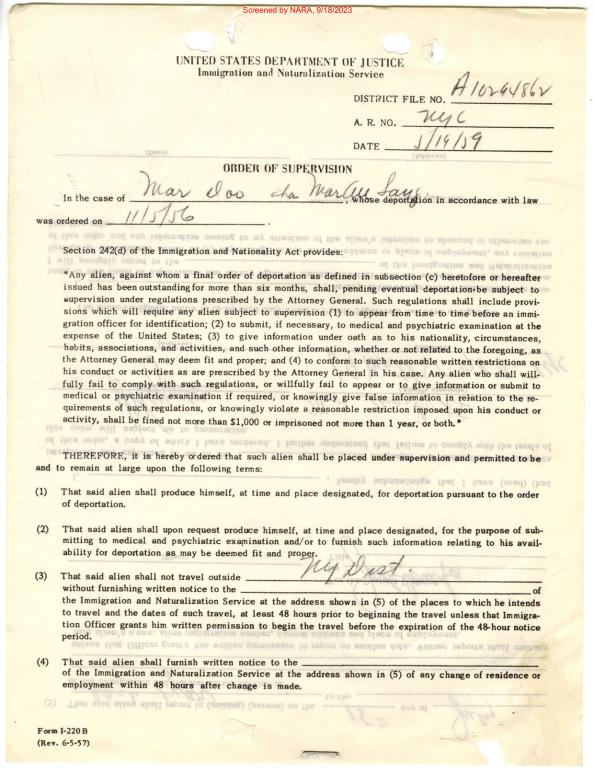 Screened by NARA, 9/18/2023
UNITED STATES DEPARTMENT OF JUSTICE
Immigration and Naturalization Service
DISTRICT FILE NO. A10294862
A. R. NO. NYC
DATE 5/19/59
ORDER OF SUPERVISION
In the case of Mar Doo aka Mar, whose deportation in accordance with law
was ordered on 11/5/56.
Section 242(d) of the Immigration and Nationality Act provides:
"Any alien, against whom a final order of deportation as defined in subsection (c) heretofore or hereafter
issued has been outstanding for more than six months, shall, pending eventual deportation be subject to
supervision under regulations prescribed by the Attorney General. Such regulations shall include provi-
sions which will require any alien subject to supervision (1) to appear from time to time before an immi-
gration officer for identification; (2) to submit, if necessary, to medical and psychiatric examination at the
expense of the United States; (3) to give information under oath as to his nationality, circumstances,
habits, associations, and activities, and such other information, whether or not related to the foregoing, as
the Attorney General may deem fit and proper; and (4) to conform to such reasonable written restrictions on
his conduct or activities as are prescribed by the Attorney General in his case. Any alien who shall will-
fully fail to comply with such regulations, or willfully fail to appear or to give information or submit to
medical or psychiatric examination if required, or knowingly give false information in relation to the re-
quirements of such regulations, or knowingly violate a reasonable restriction imposed upon his conduct or
activity, shall be fined not more than $1,000 or imprisoned not more than 1 year, or both."
THEREFORE, it is hereby ordered that such alien shall be placed under supervision and permitted to be
and to remain at large upon the following terms:
(1) That said alien shall produce himself, at time and place designated, for deportation pursuant to the order
of deportation.
(2) That said alien shall upon request produce himself, at time and place designated, for the purpose of sub-
mitting to medical and psychiatric examination and/or to furnish such information relating to his avail-
ability for deportation as may be deemed fit and proper.
(3) That said alien shall not travel outside NY Dist.
without furnishing written notice to the of
the Immigration and Naturalization Service at the address shown in (5) of the places to which he intends
to travel and the dates of such travel, at least 48 hours prior to beginning the travel unless that Immigra-
tion Officer grants him written permission to begin the travel before the expiration of the 48-hour notice
period.
(4) That said alien shall furnish written notice to the
of the Immigration and Naturalization Service at the address shown in (5) of any change of residence or
employment within 48 hours after change is made.
Form I-220 B
(Rev. 6-5-57)